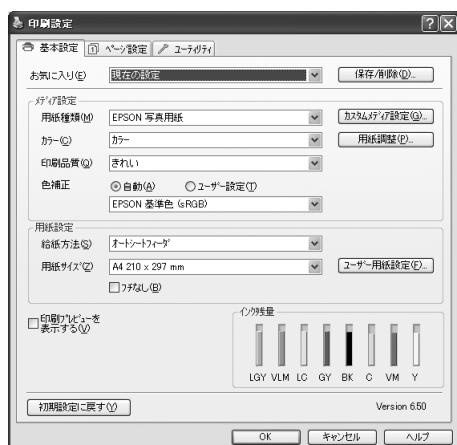 印刷設定
基本設定 ページ設定 ユーティリティ
お気に入り(E) 現在の設定 保存/削除(D)...
メディア設定
用紙種類(M) EPSON 写真用紙 カスタムメディア設定(G)...
カラー(C) カラー 用紙調整(P)...
印刷品質(Q) きれい
色補正 自動(A) ユーザー設定(T)
EPSON 基準色 (sRGB)
用紙設定
給紙方法(S) オートシートフィーダ
用紙サイズ(Z) A4 210 x 297 mm ユーザー用紙設定(F)...
フチなし(B)
印刷プレビューを
表示する(V)
インク残量
LGY VLM LC GY BK C VM Y
初期設定に戻す(Y) Version 6.50
OK キャンセル ヘルプ